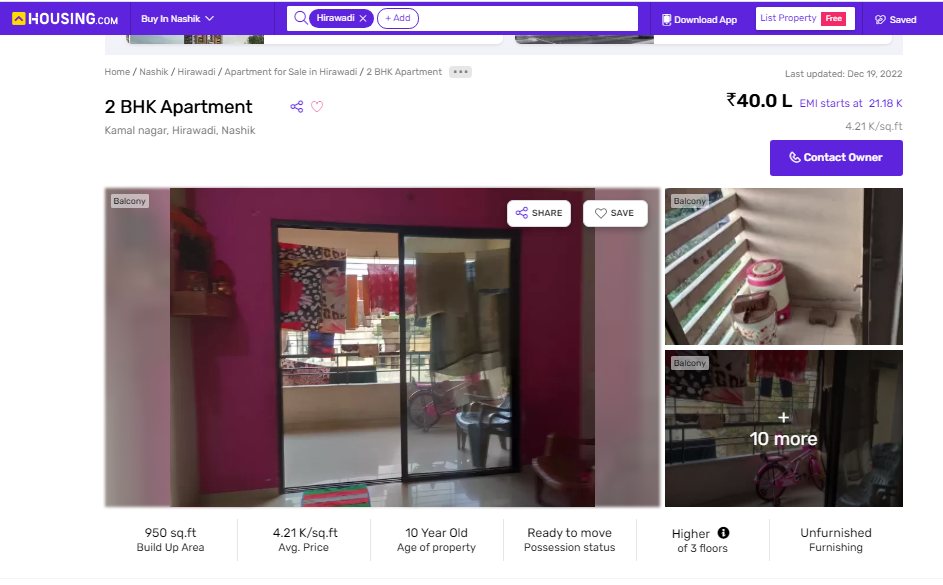 HOUSING.COM
Buy In Nashik
Hirawadi ×
+ Add
Download App
List Property Free
Saved
Home / Nashik / Hirawadi / Apartment for Sale in Hirawadi / 2 BHK Apartment
Last updated: Dec 19, 2022
2 BHK Apartment
₹40.0 L EMI starts at 21.18 K
Kamal nagar, Hirawadi, Nashik
4.21 K/sq.ft
Contact Owner
Balcony
SHARE
SAVE
Balcony
Balcony
+
10 more
950 sq.ft
Build Up Area
4.21 K/sq.ft
Avg. Price
10 Year Old
Age of property
Ready to move
Possession status
Higher
of 3 floors
Unfurnished
Furnishing